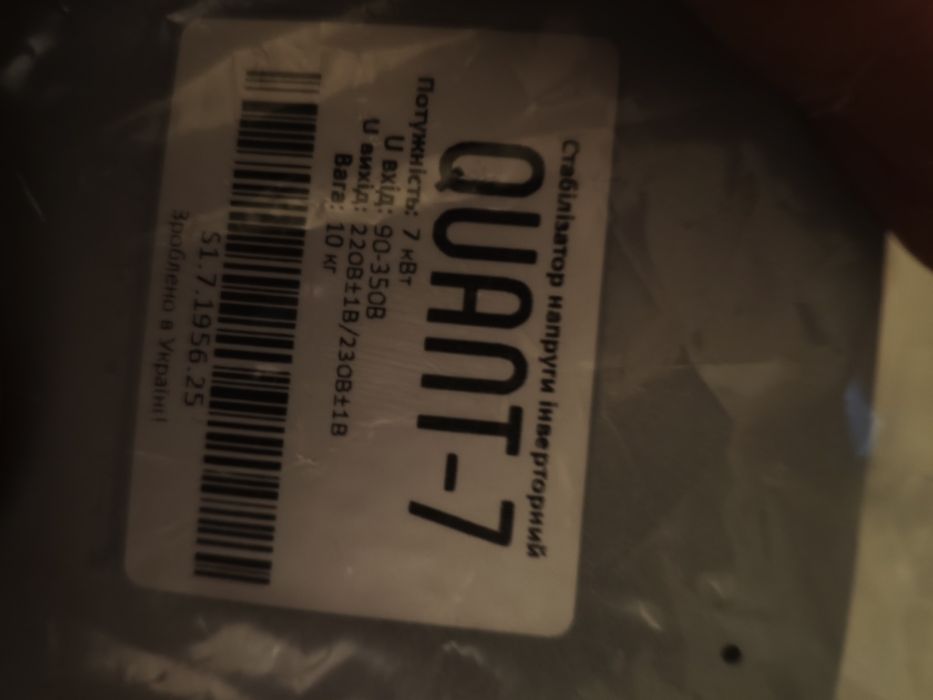 Стабілізатор напруги інверторний
QUANT-7
Потужність: 7 кВт
U вхід: 90-350В
U вихід: 220В±1В/230В±1В
Вага: 10 кг
S1.7.1956.25
Зроблено в Україні!